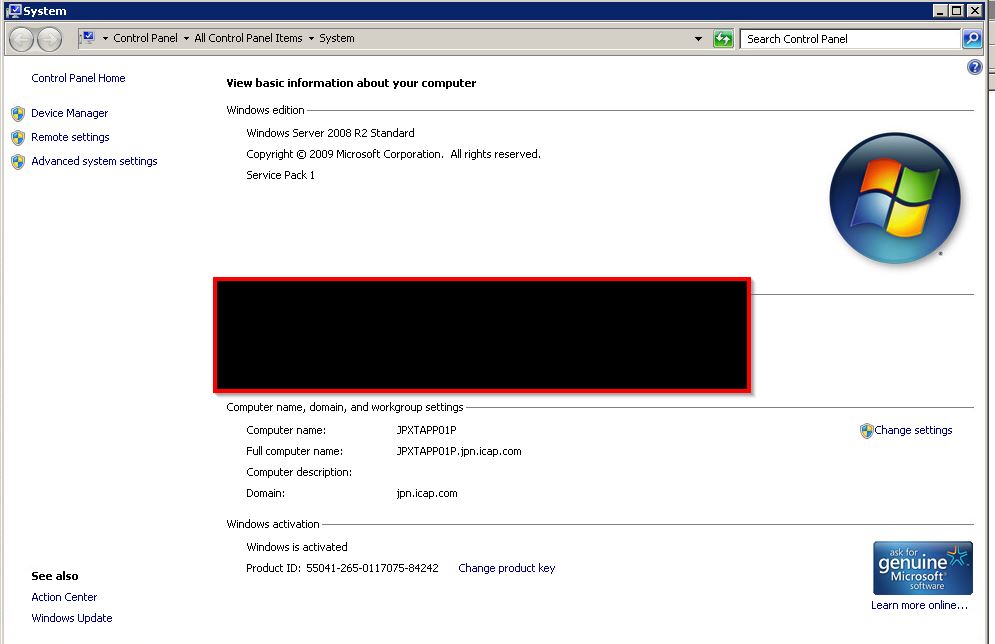 System
Control Panel All Control Panel Items System Search Control Panel
Control Panel Home
Device Manager
Remote settings
Advanced system settings
View basic information about your computer
Windows edition
Windows Server 2008 R2 Standard
Copyright © 2009 Microsoft Corporation.  All rights reserved.
Service Pack 1
Computer name, domain, and workgroup settings
Computer name: JPXTAPP01P Change settings
Full computer name: JPXTAPP01P.jpn.icap.com
Computer description:
Domain: jpn.icap.com
Windows activation
Windows is activated
Product ID: 55041-265-0117075-84242 Change product key
ask for
genuine
Microsoft®
software
Learn more online...
See also
Action Center
Windows Update